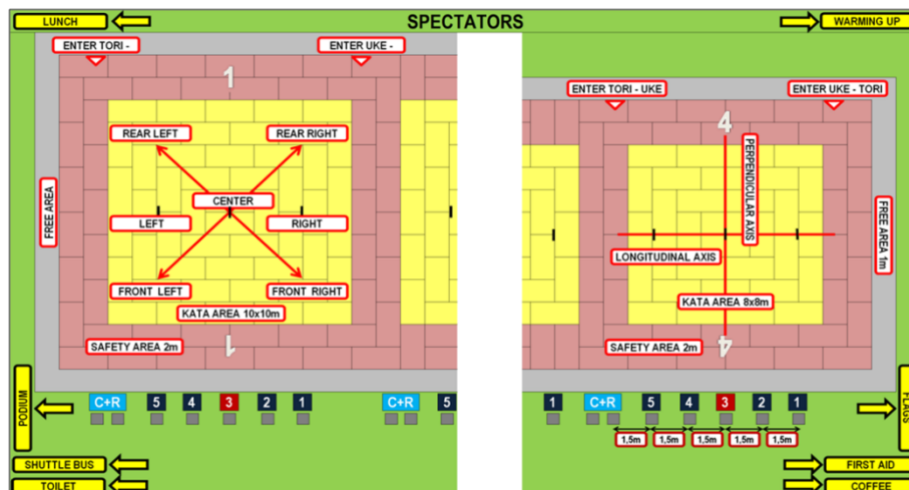 LUNCH
SPECTATORS
WARMING UP
ENTER TORI -
ENTER UKE -
1
REAR LEFT
REAR RIGHT
CENTER
LEFT
RIGHT
FRONT LEFT
FRONT RIGHT
KATA AREA 10x10m
FREE AREA
SAFETY AREA 2m
1
ENTER TORI - UKE
ENTER UKE - TORI
4
PERPENDICULAR AXIS
LONGITUDINAL AXIS
KATA AREA 8x8m
FREE AREA 1m
SAFETY AREA 2m
4
PODIUM
C+R
5
4
3
2
1
C+R
5
1
C+R
5
4
3
2
1
FLAGS
1,5m
1,5m
1,5m
1,5m
1,5m
SHUTTLE BUS
FIRST AID
TOILET
COFFEE